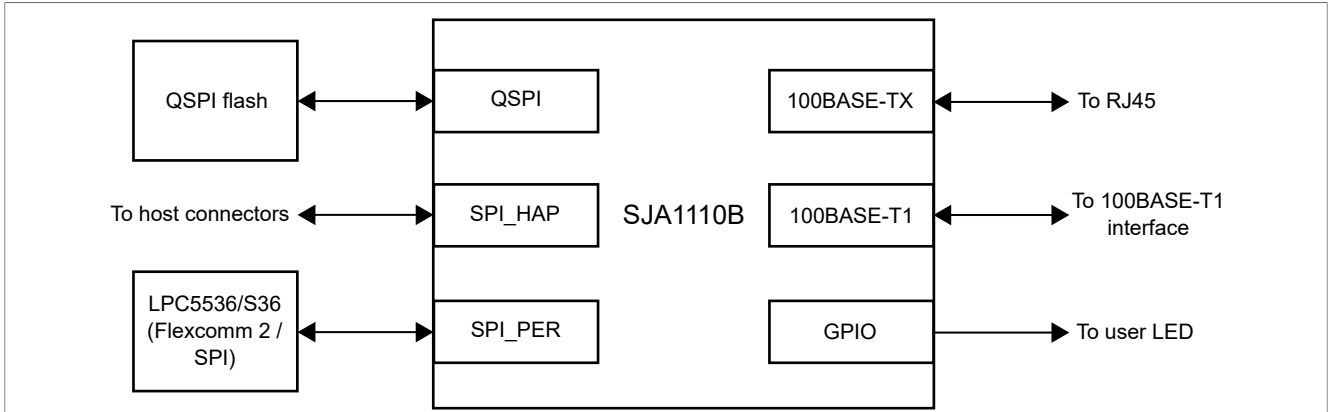 QSPI flash
QSPI
100BASE-TX
To RJ45
To host connectors
SPI_HAP
SJA1110B
100BASE-T1
To 100BASE-T1
interface
LPC5536/S36
(Flexcomm 2 /
SPI)
SPI_PER
GPIO
To user LED